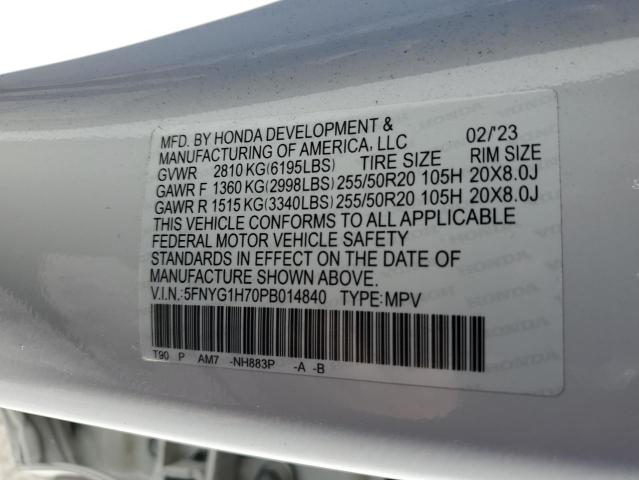 MFD. BY HONDA DEVELOPMENT & 
MANUFACTURING OF AMERICA, LLC 02/'23
GVWR 2810 KG(6195LBS) TIRE SIZE RIM SIZE
GAWR F 1360 KG(2998LBS) 255/50R20 105H 20X8.0J
GAWR R 1515 KG(3340LBS) 255/50R20 105H 20X8.0J
THIS VEHICLE CONFORMS TO ALL APPLICABLE
FEDERAL MOTOR VEHICLE SAFETY
STANDARDS IN EFFECT ON THE DATE OF
MANUFACTURE SHOWN ABOVE.
V.I.N.:5FNYG1H70PB014840 TYPE:MPV
T90 P AM7 -NH883P -A -B